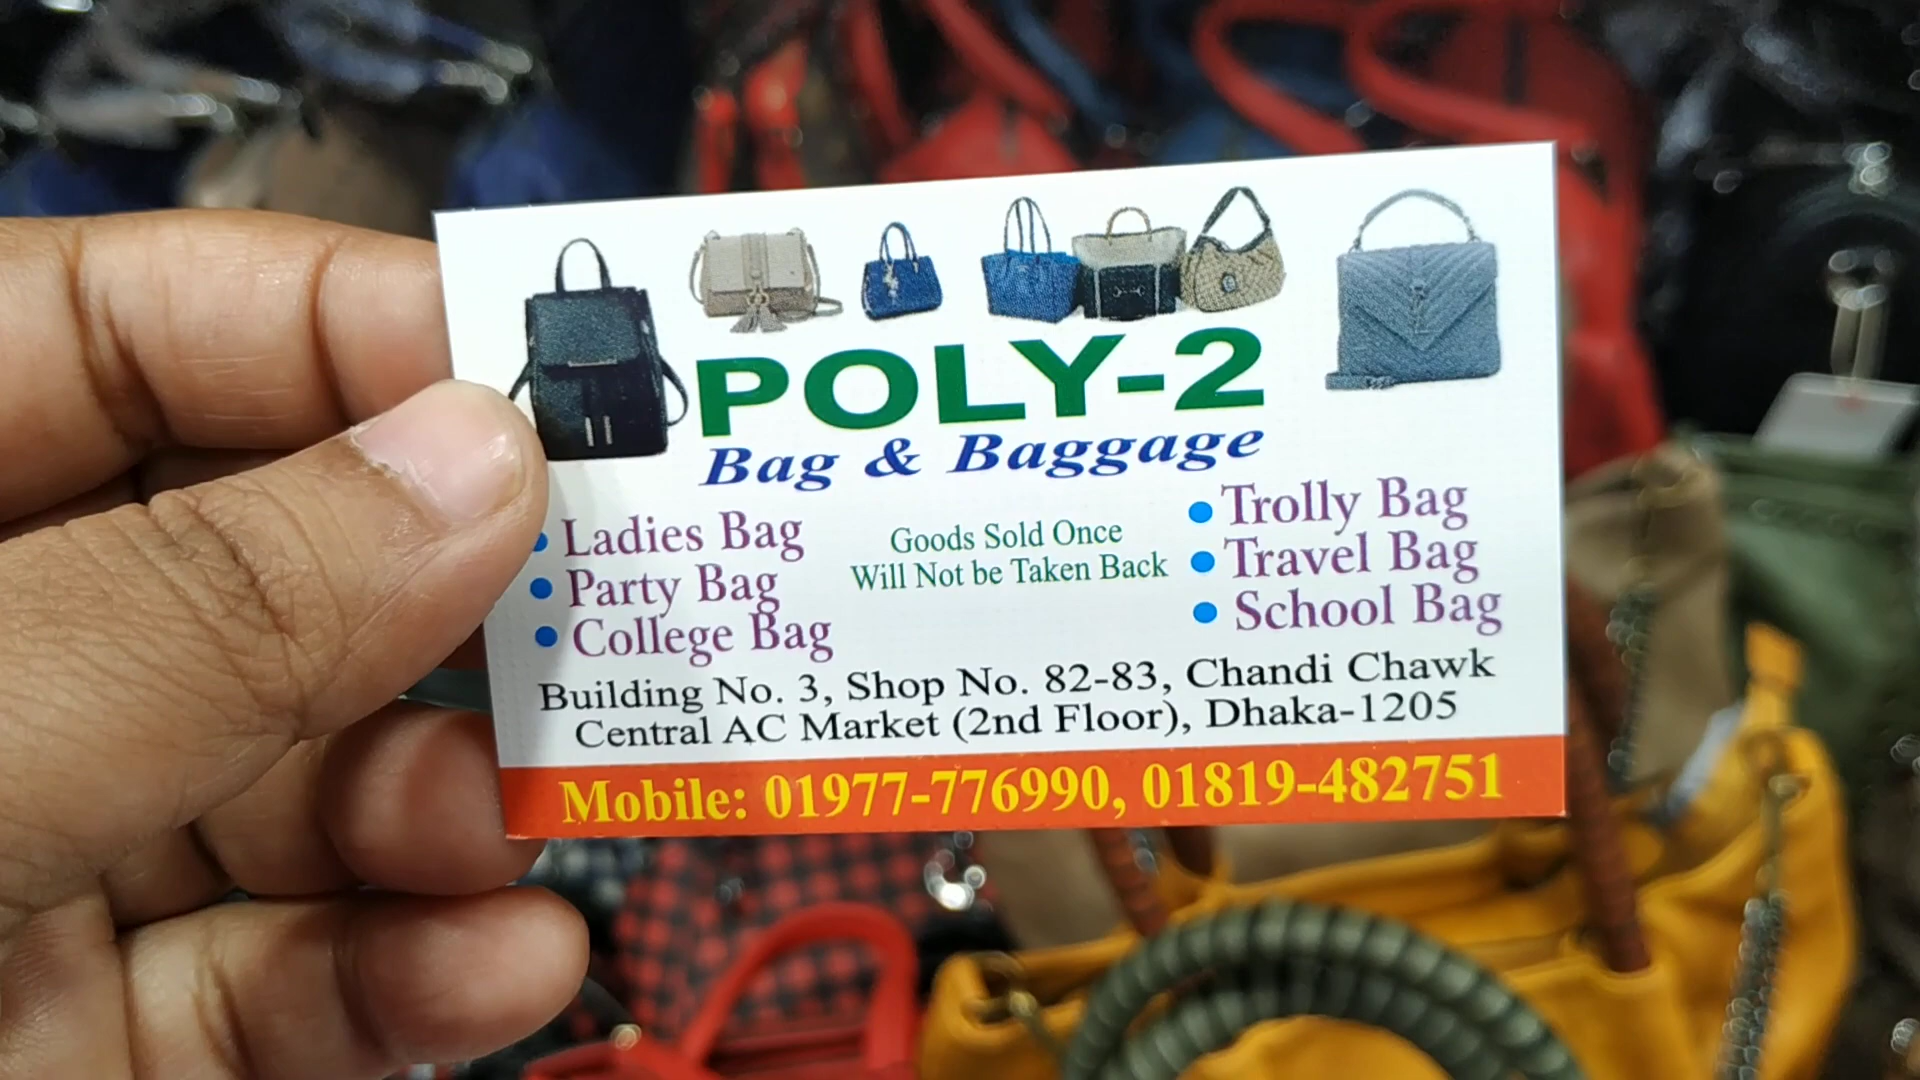 POLY-2
Bag & Baggage
Ladies Bag
Party Bag
College Bag
Goods Sold Once
Will Not be Taken Back
Trolly Bag
Travel Bag
School Bag
Building No. 3, Shop No. 82-83, Chandi Chawk
Central AC Market (2nd Floor), Dhaka-1205
Mobile: 01977-776990, 01819-482751